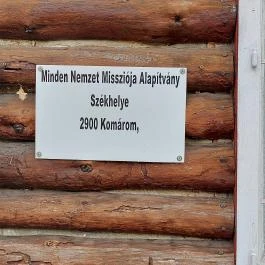 Minden Nemzet Missziója Alapítvány
Székhelye
2900 Komárom,